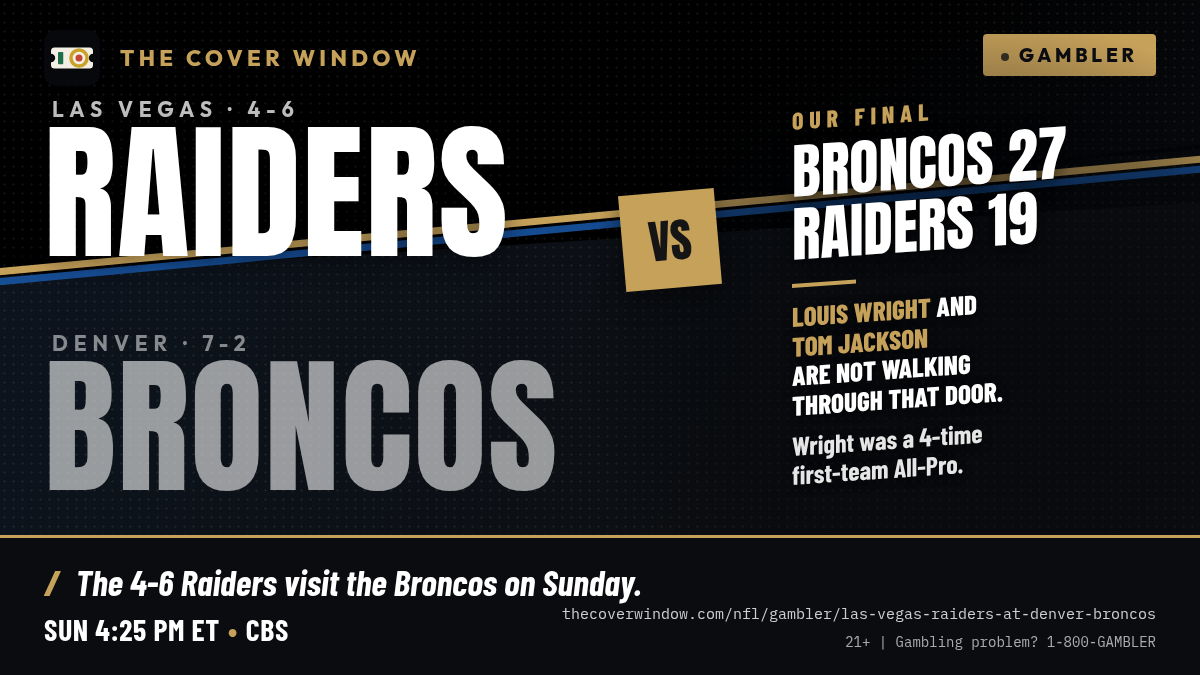 THE COVER WINDOW
• GAMBLER
LAS VEGAS · 4-6
RAIDERS
VS
DENVER · 7-2
BRONCOS
OUR FINAL
BRONCOS 27
RAIDERS 19
LOUIS WRIGHT AND
TOM JACKSON
ARE NOT WALKING
THROUGH THAT DOOR.
Wright was a 4-time
first-team All-Pro.
/ The 4-6 Raiders visit the Broncos on Sunday.
SUN 4:25 PM ET • CBS
thecoverwindow.com/nfl/gambler/las-vegas-raiders-at-denver-broncos
21+ | Gambling problem? 1-800-GAMBLER